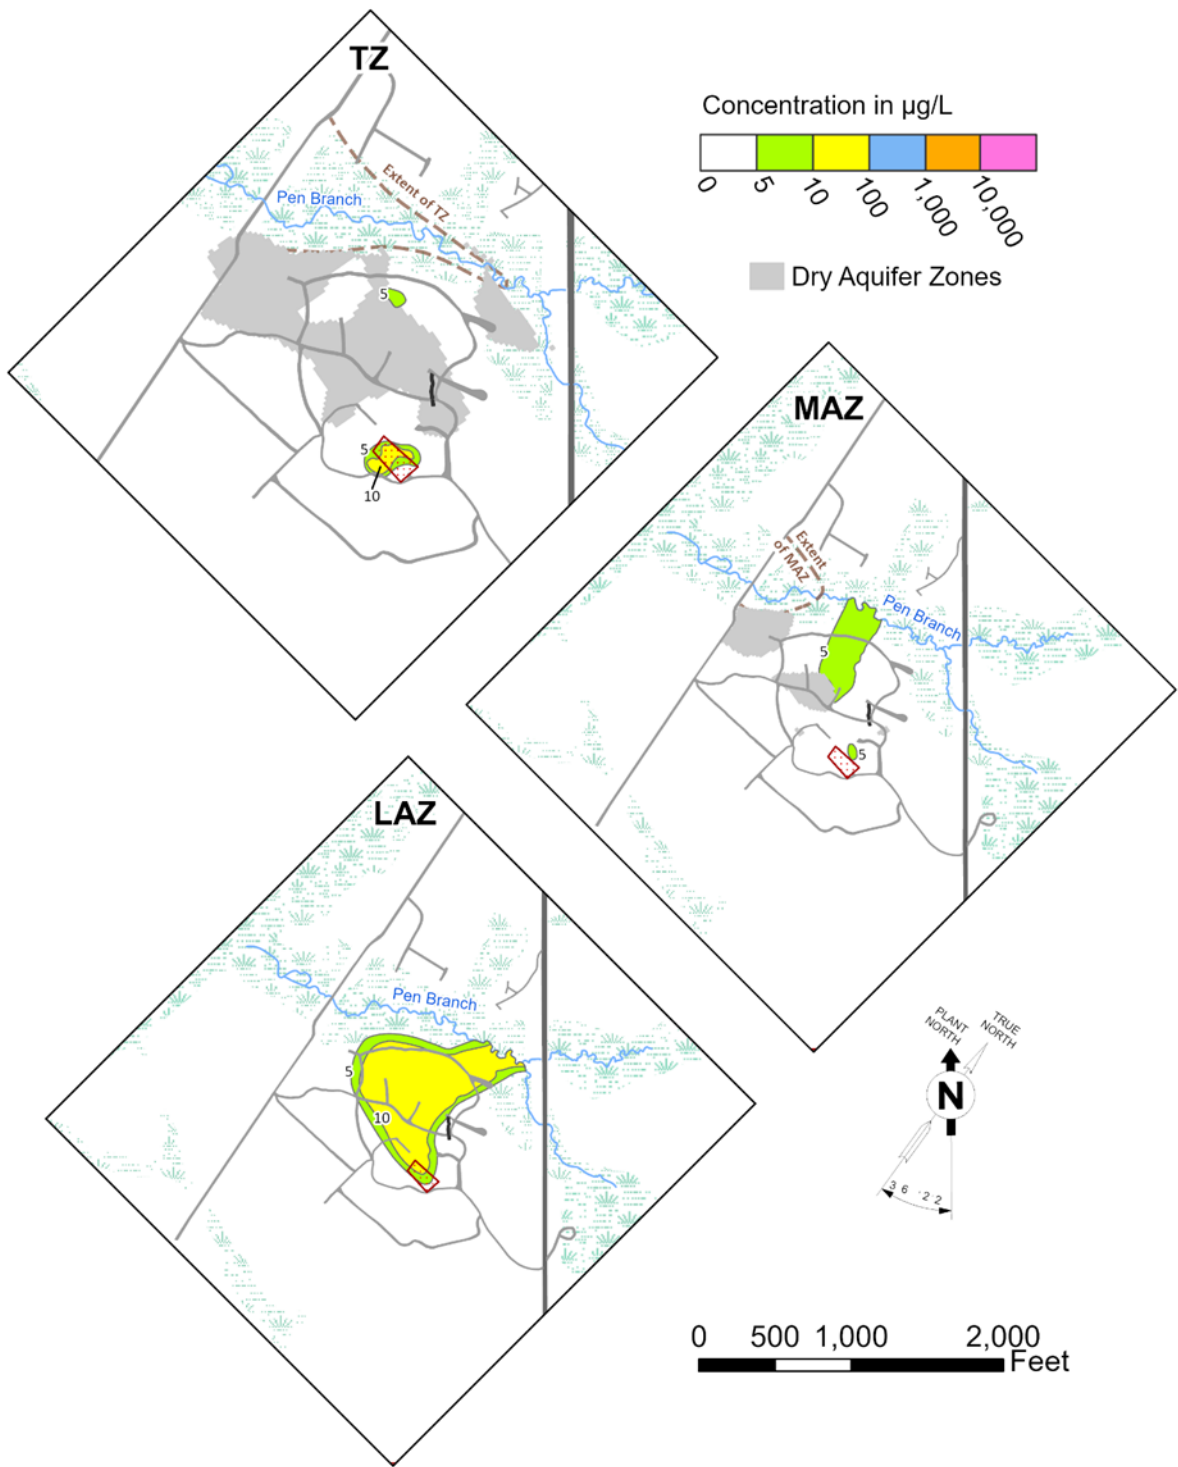 TZ
Concentration in µg/L
0
5
10
100
1,000
10,000
Dry Aquifer Zones
Extent of TZ
Pen Branch
5
5
10
MAZ
Extent
of MAZ
Pen Branch
5
5
LAZ
Pen Branch
5
10
PLANT
NORTH
TRUE
NORTH
N
36·22
0 500 1,000 2,000
Feet